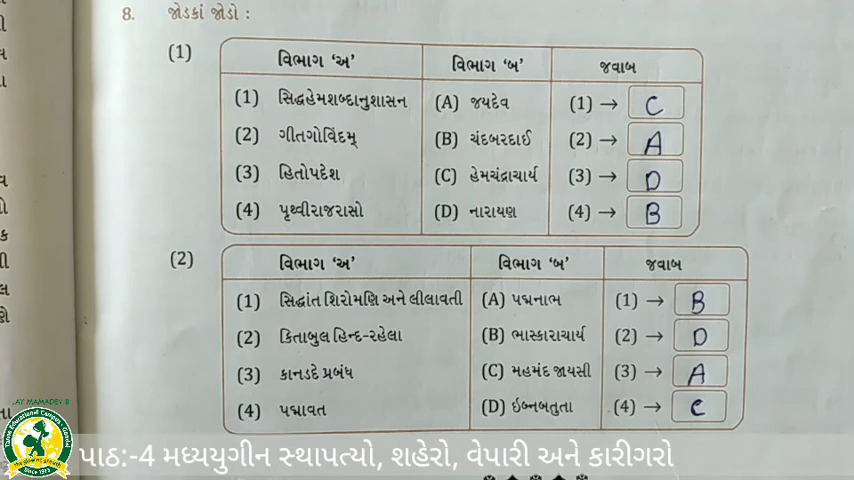 8. જોડકાં જોડો :
(1)
વિભાગ ‘અ’ વિભાગ ‘બ’ જવાબ
(1) સિદ્ધહેમશબ્દાનુશાસન (A) જયદેવ (1) → C
(2) ગીતગોવિંદમ્ (B) ચંદબરદાઈ (2) → A
(3) હિતોપદેશ (C) હેમચંદ્રાચાર્ય (3) → D
(4) પૃથ્વીરાજરાસો (D) નારાયણ (4) → B
(2)
વિભાગ ‘અ’ વિભાગ ‘બ’ જવાબ
(1) સિદ્ધાંત શિરોમણિ અને લીલાવતી (A) પદ્મનાભ (1) → B
(2) કિતાબુલ હિન્દ-રહેલા (B) ભાસ્કારાચાર્ય (2) → D
(3) કાનડદે પ્રબંધ (C) મહમંદ જાયસી (3) → A
(4) પદ્માવત (D) ઇબ્નબતુતા (4) → C
પાઠ:-4 મધ્યયુગીન સ્થાપત્યો, શહેરો, વેપારી અને કારીગરો